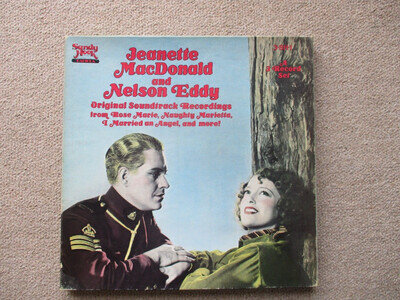 Sandy Hook
RECORDS
Jeanette
MacDonald
and
Nelson Eddy
Original Soundtrack Recordings
from Rose Marie, Naughty Marietta,
I Married an Angel, and more!
Record
Set